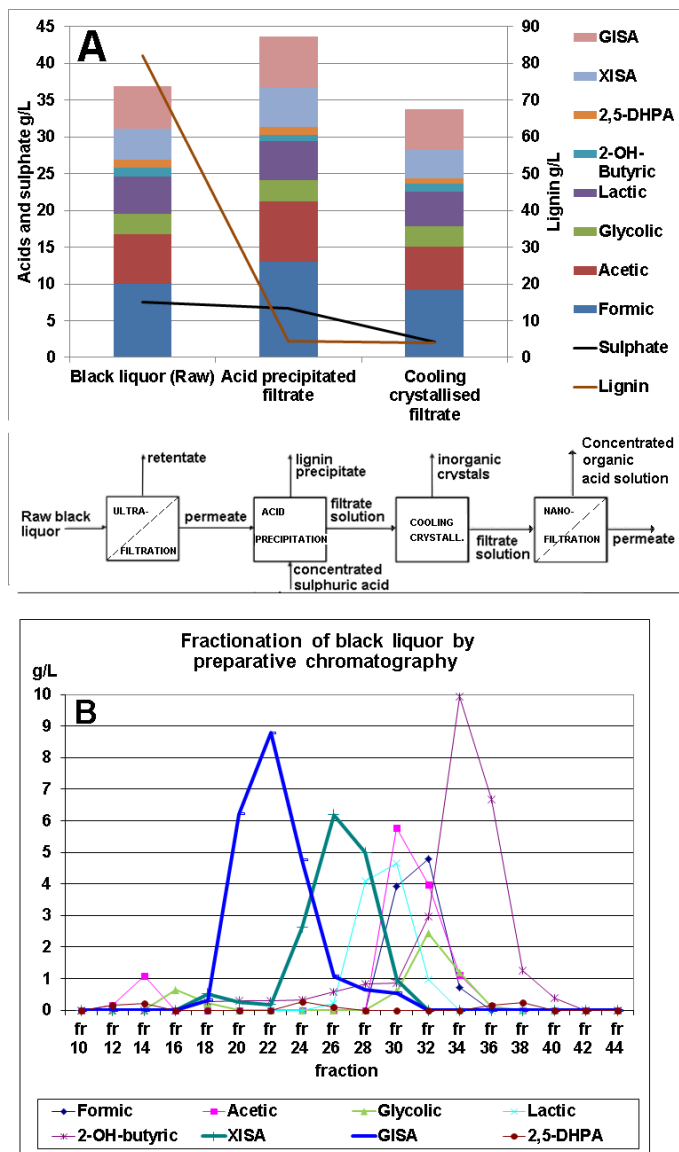 A
45
40
35
30
25
20
15
10
5
0
Acids and sulphate g/L
90
80
70
60
50
40
30
20
10
0
Lignin g/L
Black liquor (Raw)
Acid precipitated
filtrate
Cooling
crystallised
filtrate
GISA
XISA
2,5-DHPA
2-OH-
Butyric
Lactic
Glycolic
Acetic
Formic
Sulphate
Lignin
retentate
lignin
precipitate
inorganic
crystals
Concentrated
organic
acid solution
Raw black
liquor
ULTRA-
FILTRATION
permeate
ACID
PRECIPITATION
filtrate
solution
COOLING
CRYSTALL.
filtrate
solution
NANO-
FILTRATION
permeate
concentrated
sulphuric acid
Fractionation of black liquor by
preparative chromatography
g/L
B
10
9
8
7
6
5
4
3
2
1
0
fr fr fr fr fr fr fr fr fr fr fr fr fr fr fr fr fr fr
10 12 14 16 18 20 22 24 26 28 30 32 34 36 38 40 42 44
fraction
Formic Acetic Glycolic Lactic
2-OH-butyric XISA GISA 2,5-DHPA